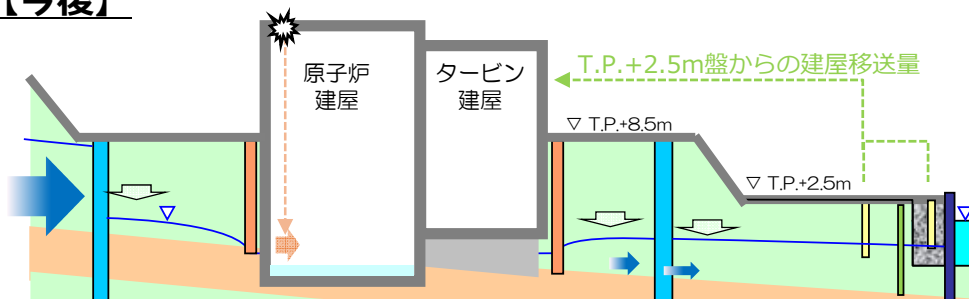 【今後】
原子炉
建屋
タービン
建屋
T.P.+2.5m盤からの建屋移送量
▽ T.P.+8.5m
▽ T.P.+2.5m